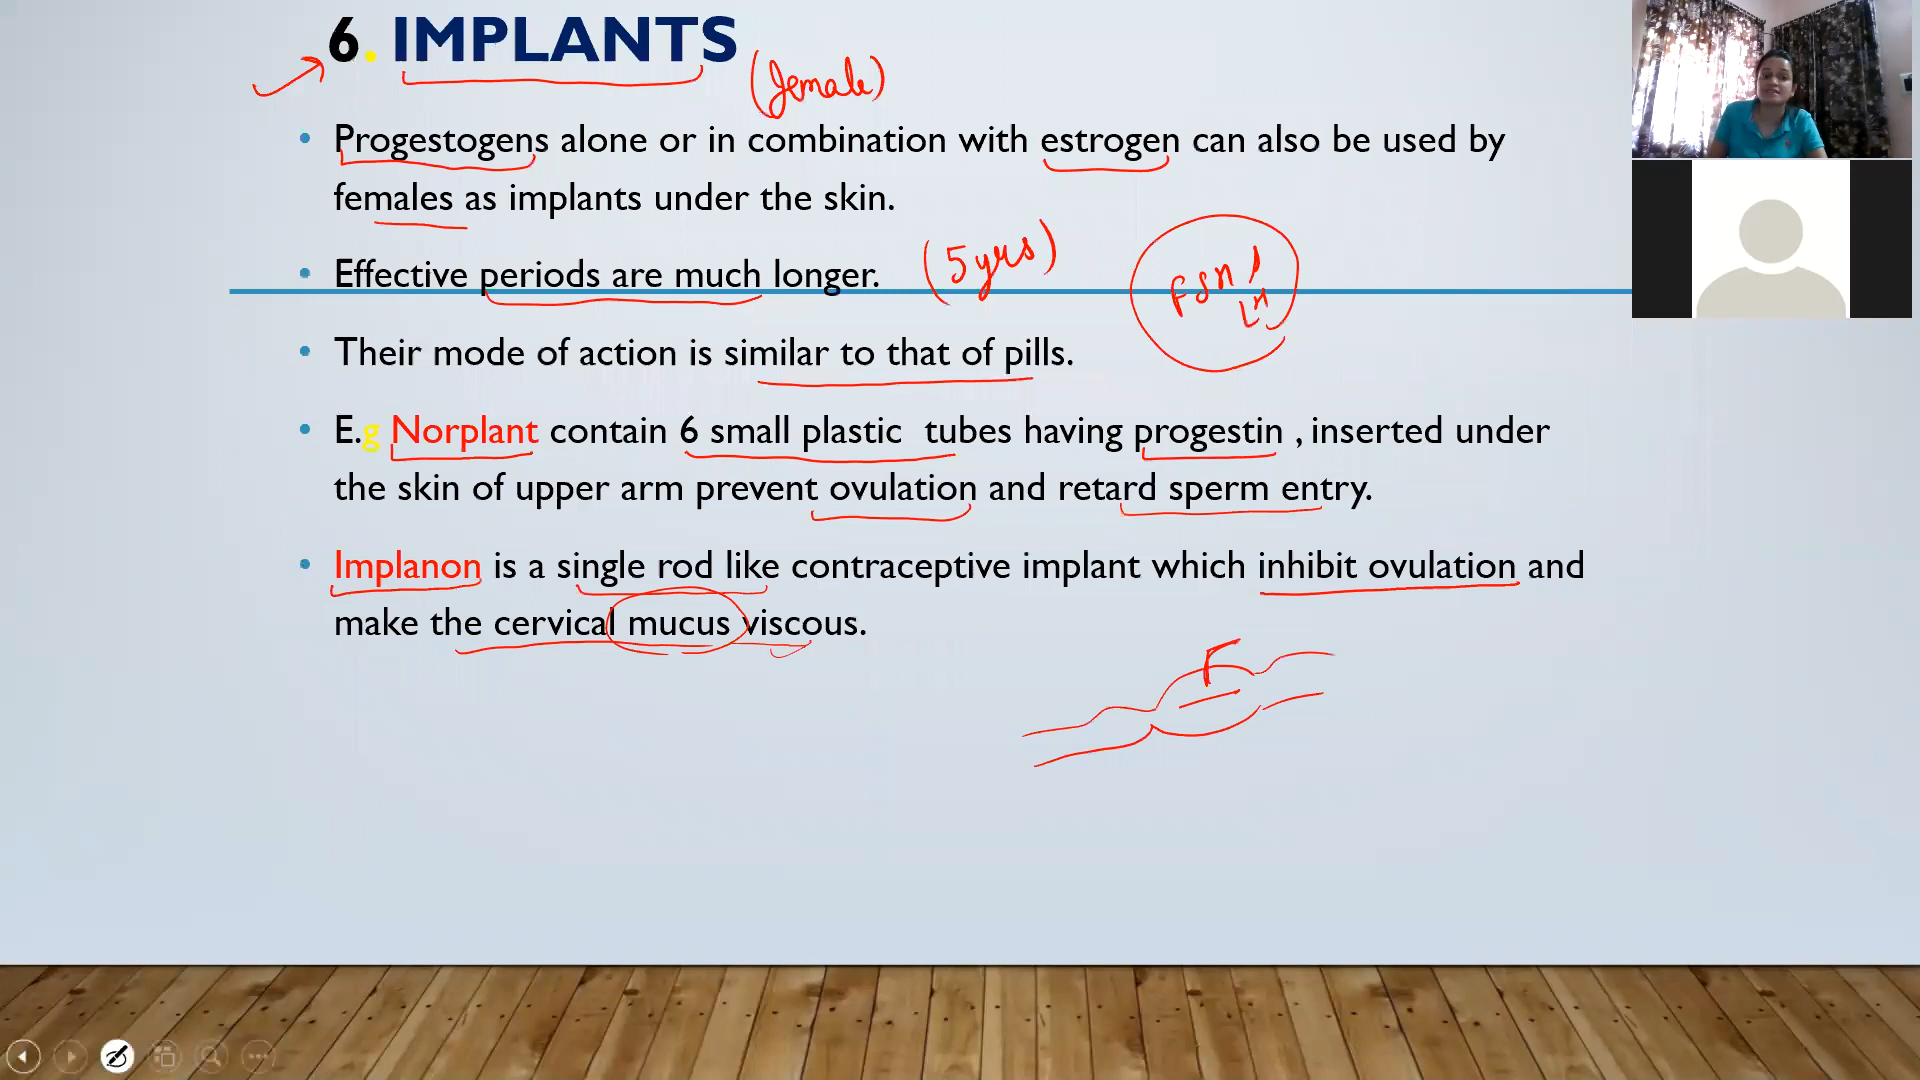 6. IMPLANTS
(female)
• Progestogens alone or in combination with estrogen can also be used by
females as implants under the skin.
• Effective periods are much longer. (5 yrs)
FSH
LH
• Their mode of action is similar to that of pills.
• E.g Norplant contain 6 small plastic tubes having progestin , inserted under
the skin of upper arm prevent ovulation and retard sperm entry.
• Implanon is a single rod like contraceptive implant which inhibit ovulation and
make the cervical mucus viscous.